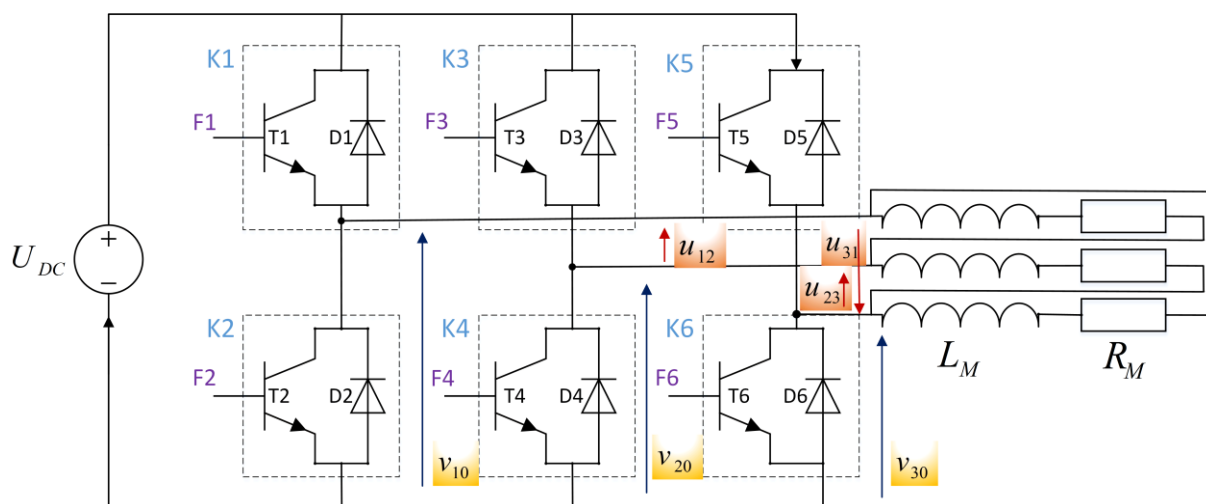 K1
K3
K5
F1
T1
D1
F3
T3
D3
F5
T5
D5
U_DC
+
−
u_12
u_31
u_23
K2
K4
K6
L_M
R_M
F2
T2
D2
F4
T4
D4
F6
T6
D6
v_10
v_20
v_30